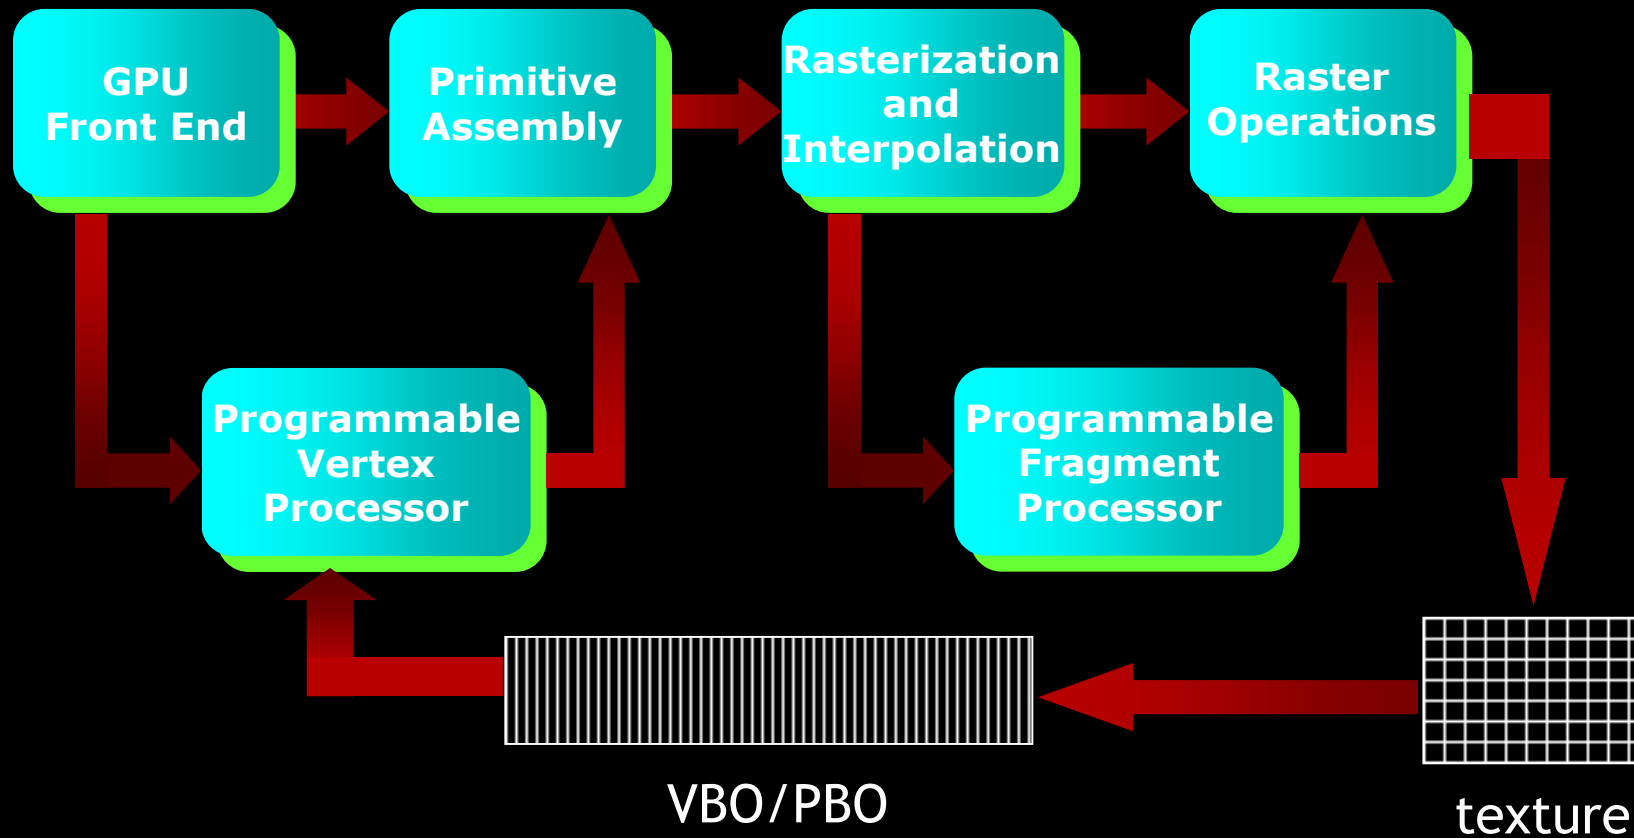 GPU
Front End
Primitive
Assembly
Rasterization
and
Interpolation
Raster
Operations
Programmable
Vertex
Processor
Programmable
Fragment
Processor
VBO/PBO
texture